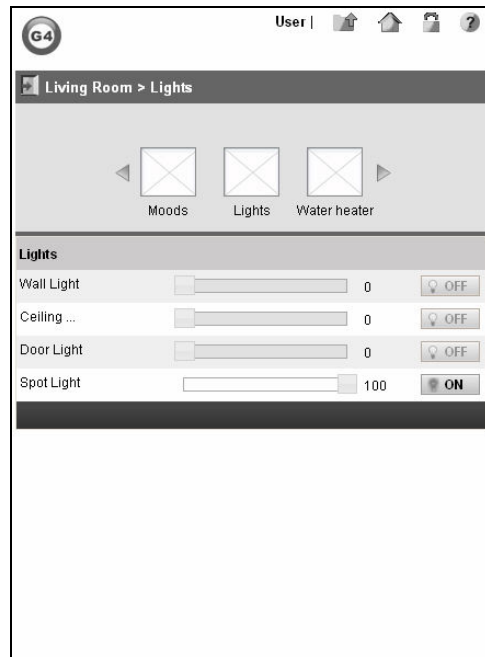 G4
User |
?
Living Room > Lights
Moods Lights Water heater
Lights
Wall Light 0 OFF
Ceiling ... 0 OFF
Door Light 0 OFF
Spot Light 100 ON